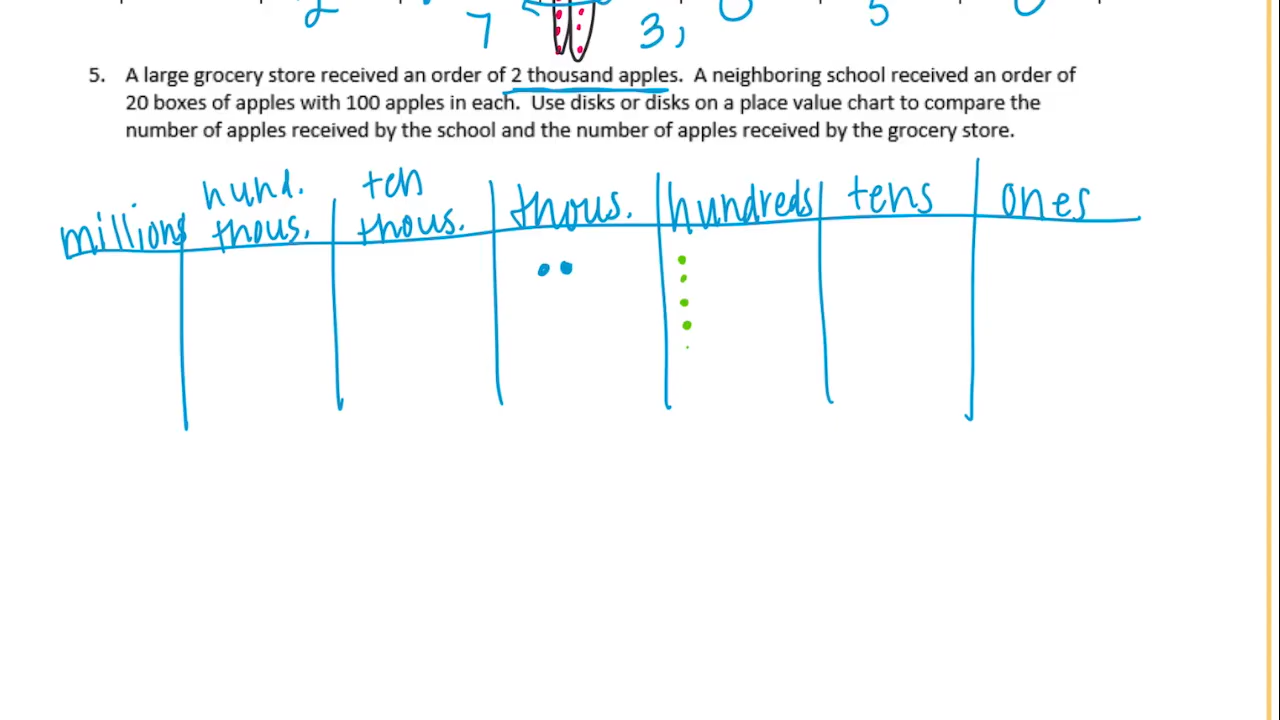 2 0 5 0
7 3,
5. A large grocery store received an order of 2 thousand apples. A neighboring school received an order of
20 boxes of apples with 100 apples in each. Use disks or disks on a place value chart to compare the
number of apples received by the school and the number of apples received by the grocery store.
millions hund. thous. ten thous. thous. hundreds tens ones